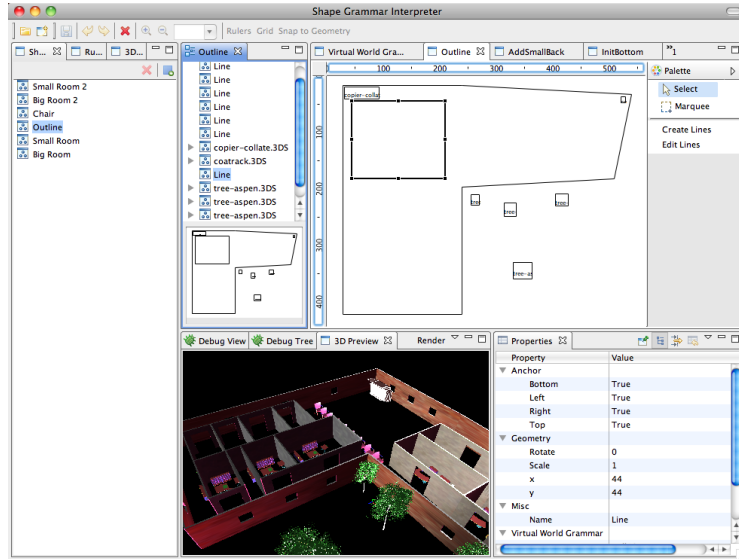 Shape Grammar Interpreter
Rulers Grid Snap to Geometry
Sh...
Ru...
3D...
Small Room 2
Big Room 2
Chair
Outline
Small Room
Big Room
Outline
Line
Line
Line
Line
Line
Line
copier-collate.3DS
coatrack.3DS
Line
tree-aspen.3DS
tree-aspen.3DS
tree-aspen.3DS
Virtual World Gra...
Outline
AddSmallBack
InitBottom
»1
0 100 200 300 400 500
100
200
300
400
copier-colla
tree
tree
tree
tree-as
Palette
Select
Marquee
Create Lines
Edit Lines
Debug View
Debug Tree
3D Preview
Render
Properties
Property Value
Anchor
Bottom True
Left True
Right True
Top True
Geometry
Rotate 0
Scale 1
x 44
y 44
Misc
Name Line
Virtual World Grammar